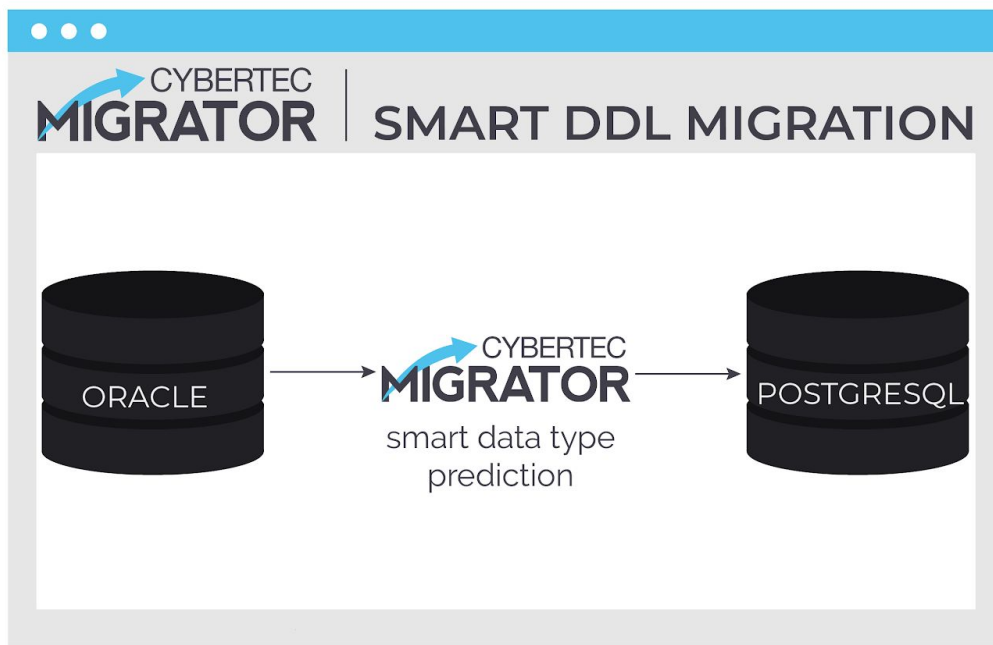 CYBERTEC
MIGRATOR
SMART DDL MIGRATION
ORACLE
CYBERTEC
MIGRATOR
smart data type
prediction
POSTGRESQL